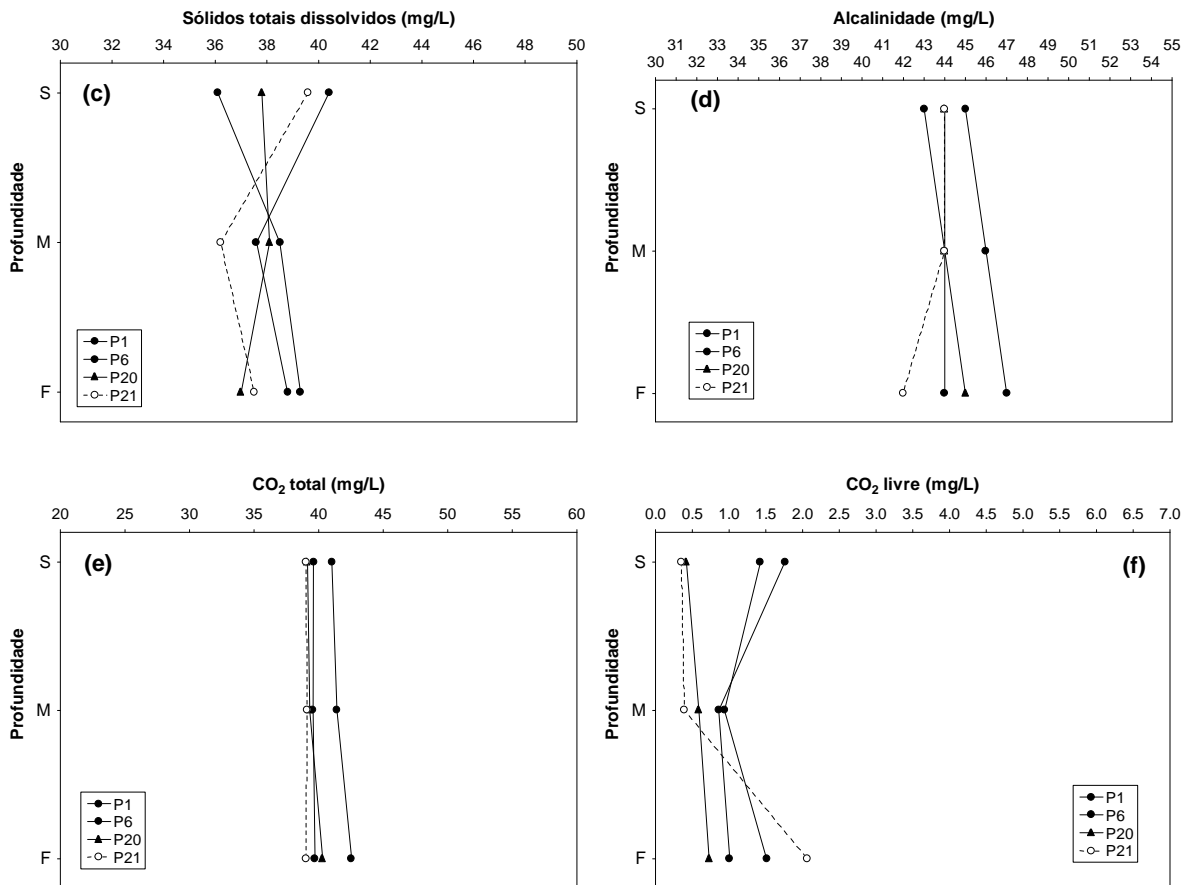 Sólidos totais dissolvidos (mg/L)
30 32 34 36 38 40 42 44 46 48 50
(c)
S
M
F
Profundidade
P1
P6
P20
P21
Alcalinidade (mg/L)
31 33 35 37 39 41 43 45 47 49 51 53 55
30 32 34 36 38 40 42 44 46 48 50 52 54
(d)
S
M
F
Profundidade
P1
P6
P20
P21
CO₂ total (mg/L)
20 25 30 35 40 45 50 55 60
(e)
S
M
F
Profundidade
P1
P6
P20
P21
CO₂ livre (mg/L)
0.0 0.5 1.0 1.5 2.0 2.5 3.0 3.5 4.0 4.5 5.0 5.5 6.0 6.5 7.0
(f)
S
M
F
Profundidade
P1
P6
P20
P21